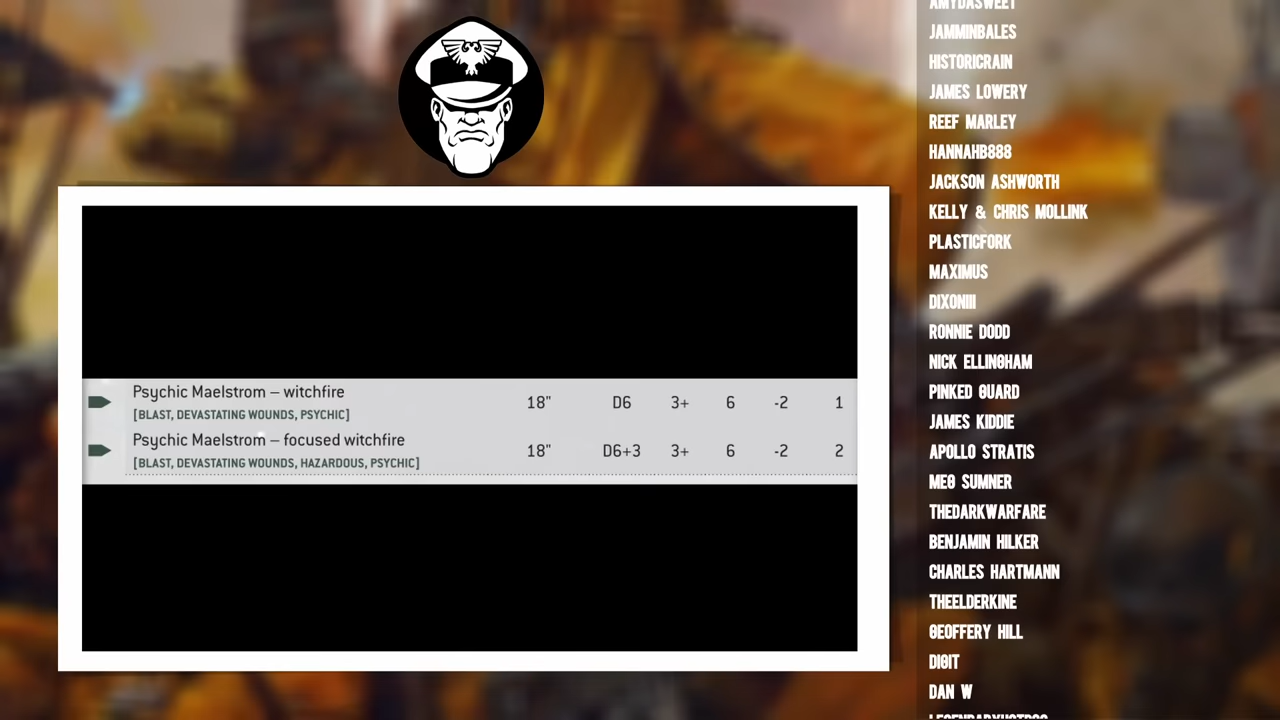 Psychic Maelstrom – witchfire 18" D6 3+ 6 -2 1
[BLAST, DEVASTATING WOUNDS, PSYCHIC]
Psychic Maelstrom – focused witchfire 18" D6+3 3+ 6 -2 2
[BLAST, DEVASTATING WOUNDS, HAZARDOUS, PSYCHIC]
AMYDASWEET
JAMMINBALES
HISTORICRAIN
JAMES LOWERY
REEF MARLEY
HANNAHB888
JACKSON ASHWORTH
KELLY & CHRIS MOLLINK
PLASTICFORK
MAXIMUS
DIXONIII
RONNIE DODD
NICK ELLINGHAM
PINKED GUARD
JAMES KIDDIE
APOLLO STRATIS
MEG SUMNER
THEDARKWARFARE
BENJAMIN HILKER
CHARLES HARTMANN
THEELDERKINE
GEOFFERY HILL
DIGIT
DAN W